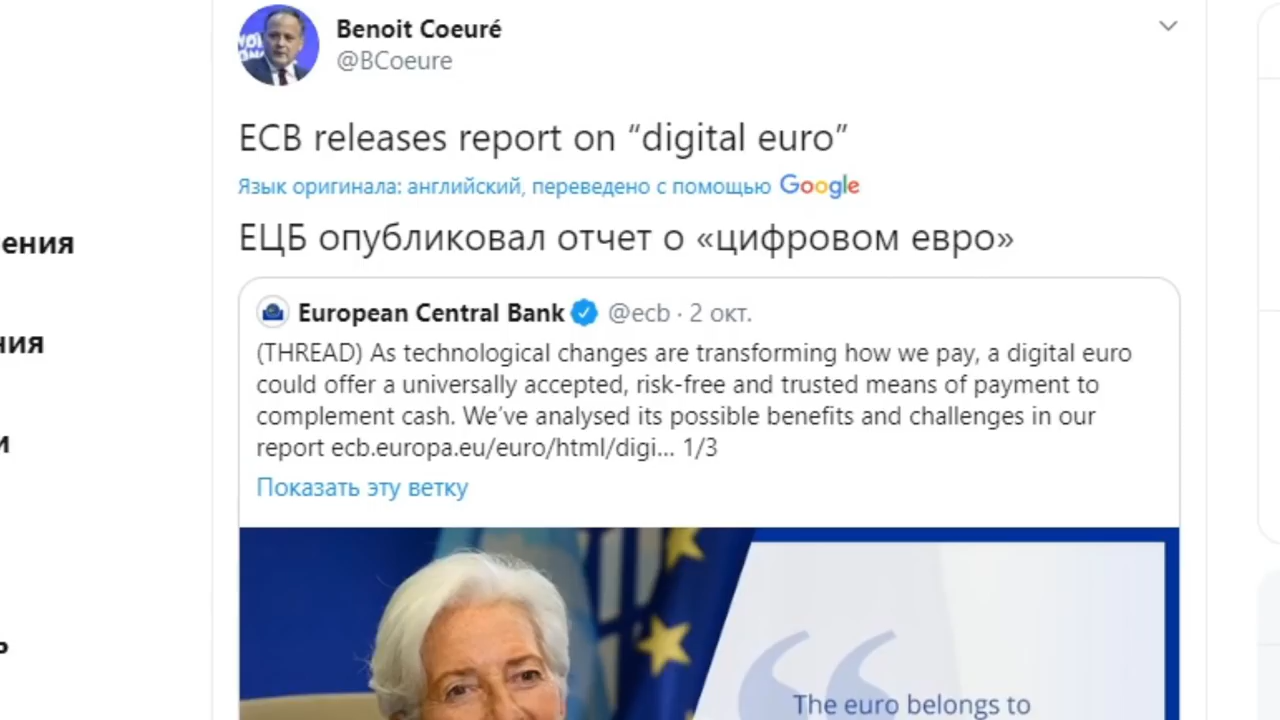 Benoit Coeuré
@BCoeure
ECB releases report on “digital euro”
Язык оригинала: английский, переведено с помощью Google
ЕЦБ опубликовал отчет о «цифровом евро»
ения
ния
и
ь
European Central Bank @ecb · 2 окт.
(THREAD) As technological changes are transforming how we pay, a digital euro
could offer a universally accepted, risk-free and trusted means of payment to
complement cash. We’ve analysed its possible benefits and challenges in our
report ecb.europa.eu/euro/html/digi... 1/3
Показать эту ветку
The euro belongs to